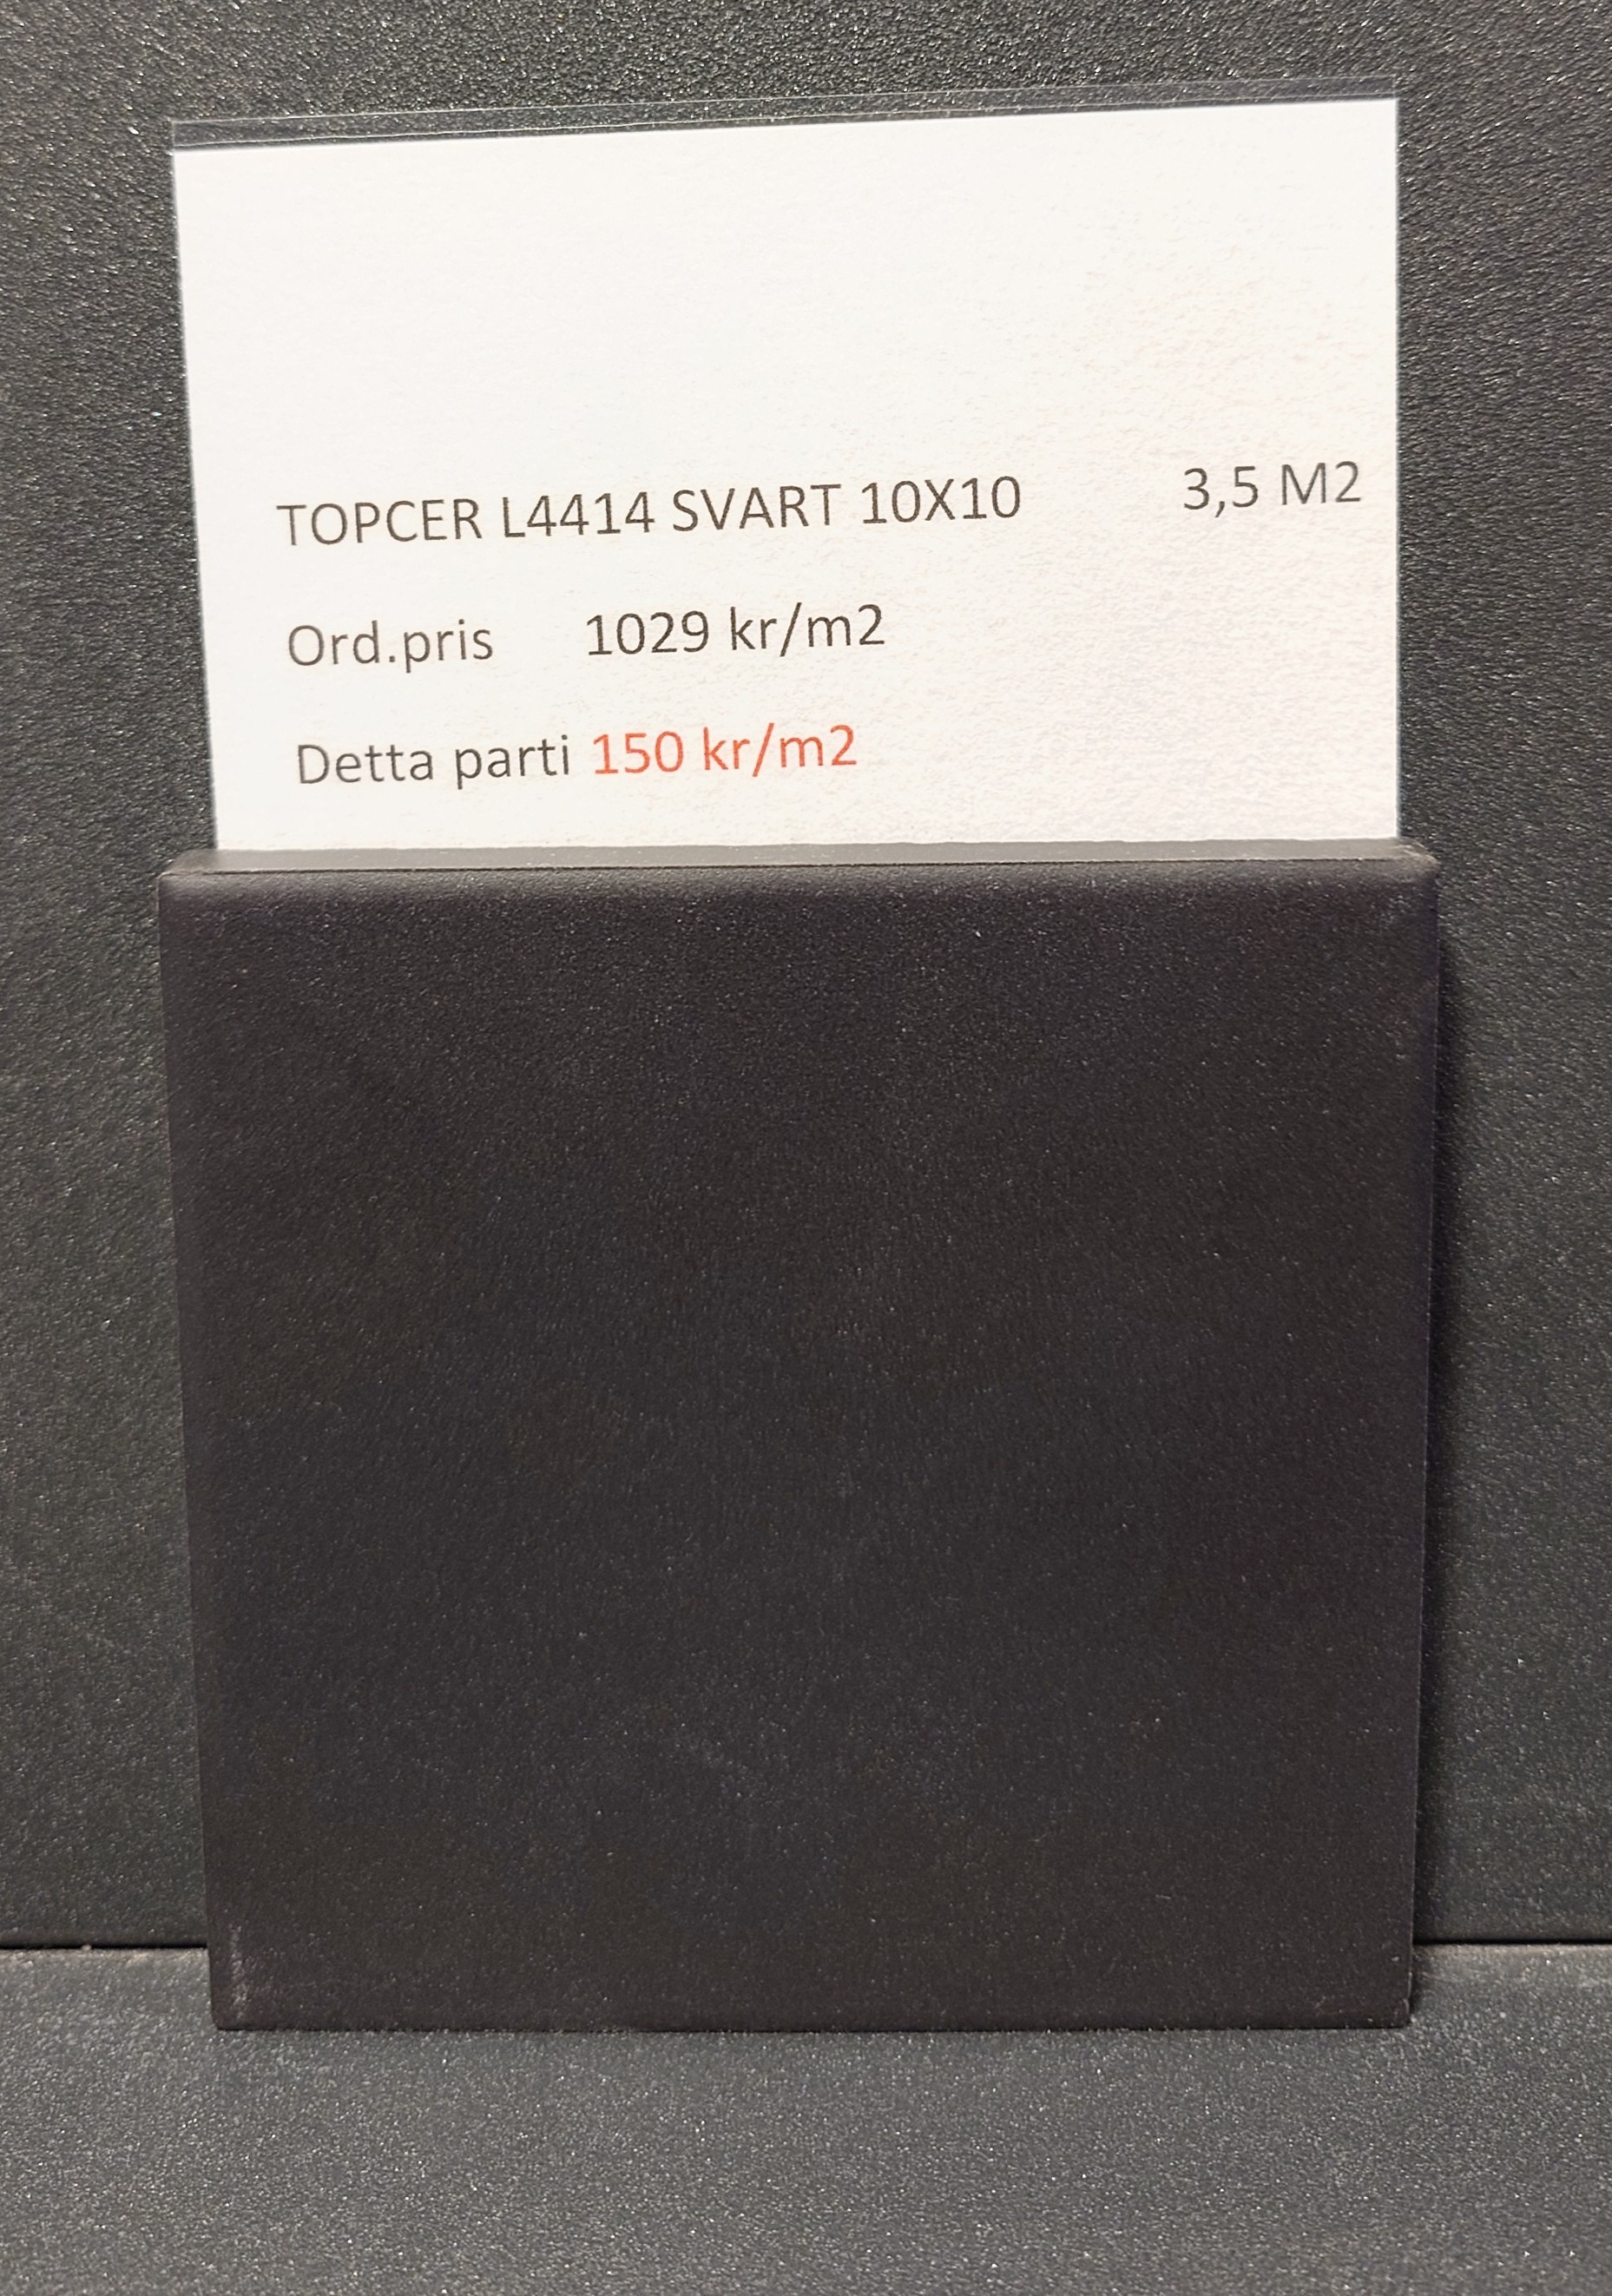 TOPCER L4414 SVART 10X10 3,5 M2
Ord.pris 1029 kr/m2
Detta parti 150 kr/m2